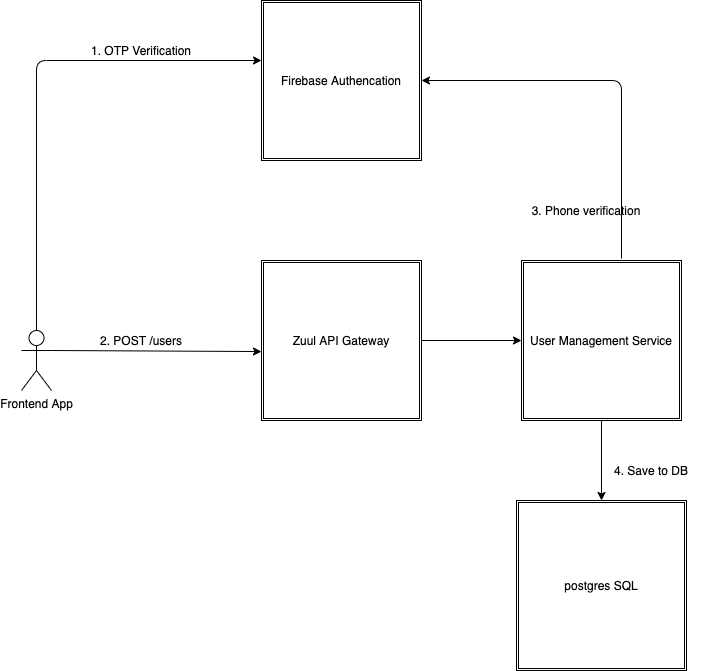 1. OTP Verification
Firebase Authencation
3. Phone verification
2. POST /users
Zuul API Gateway
User Management Service
Frontend App
4. Save to DB
postgres SQL